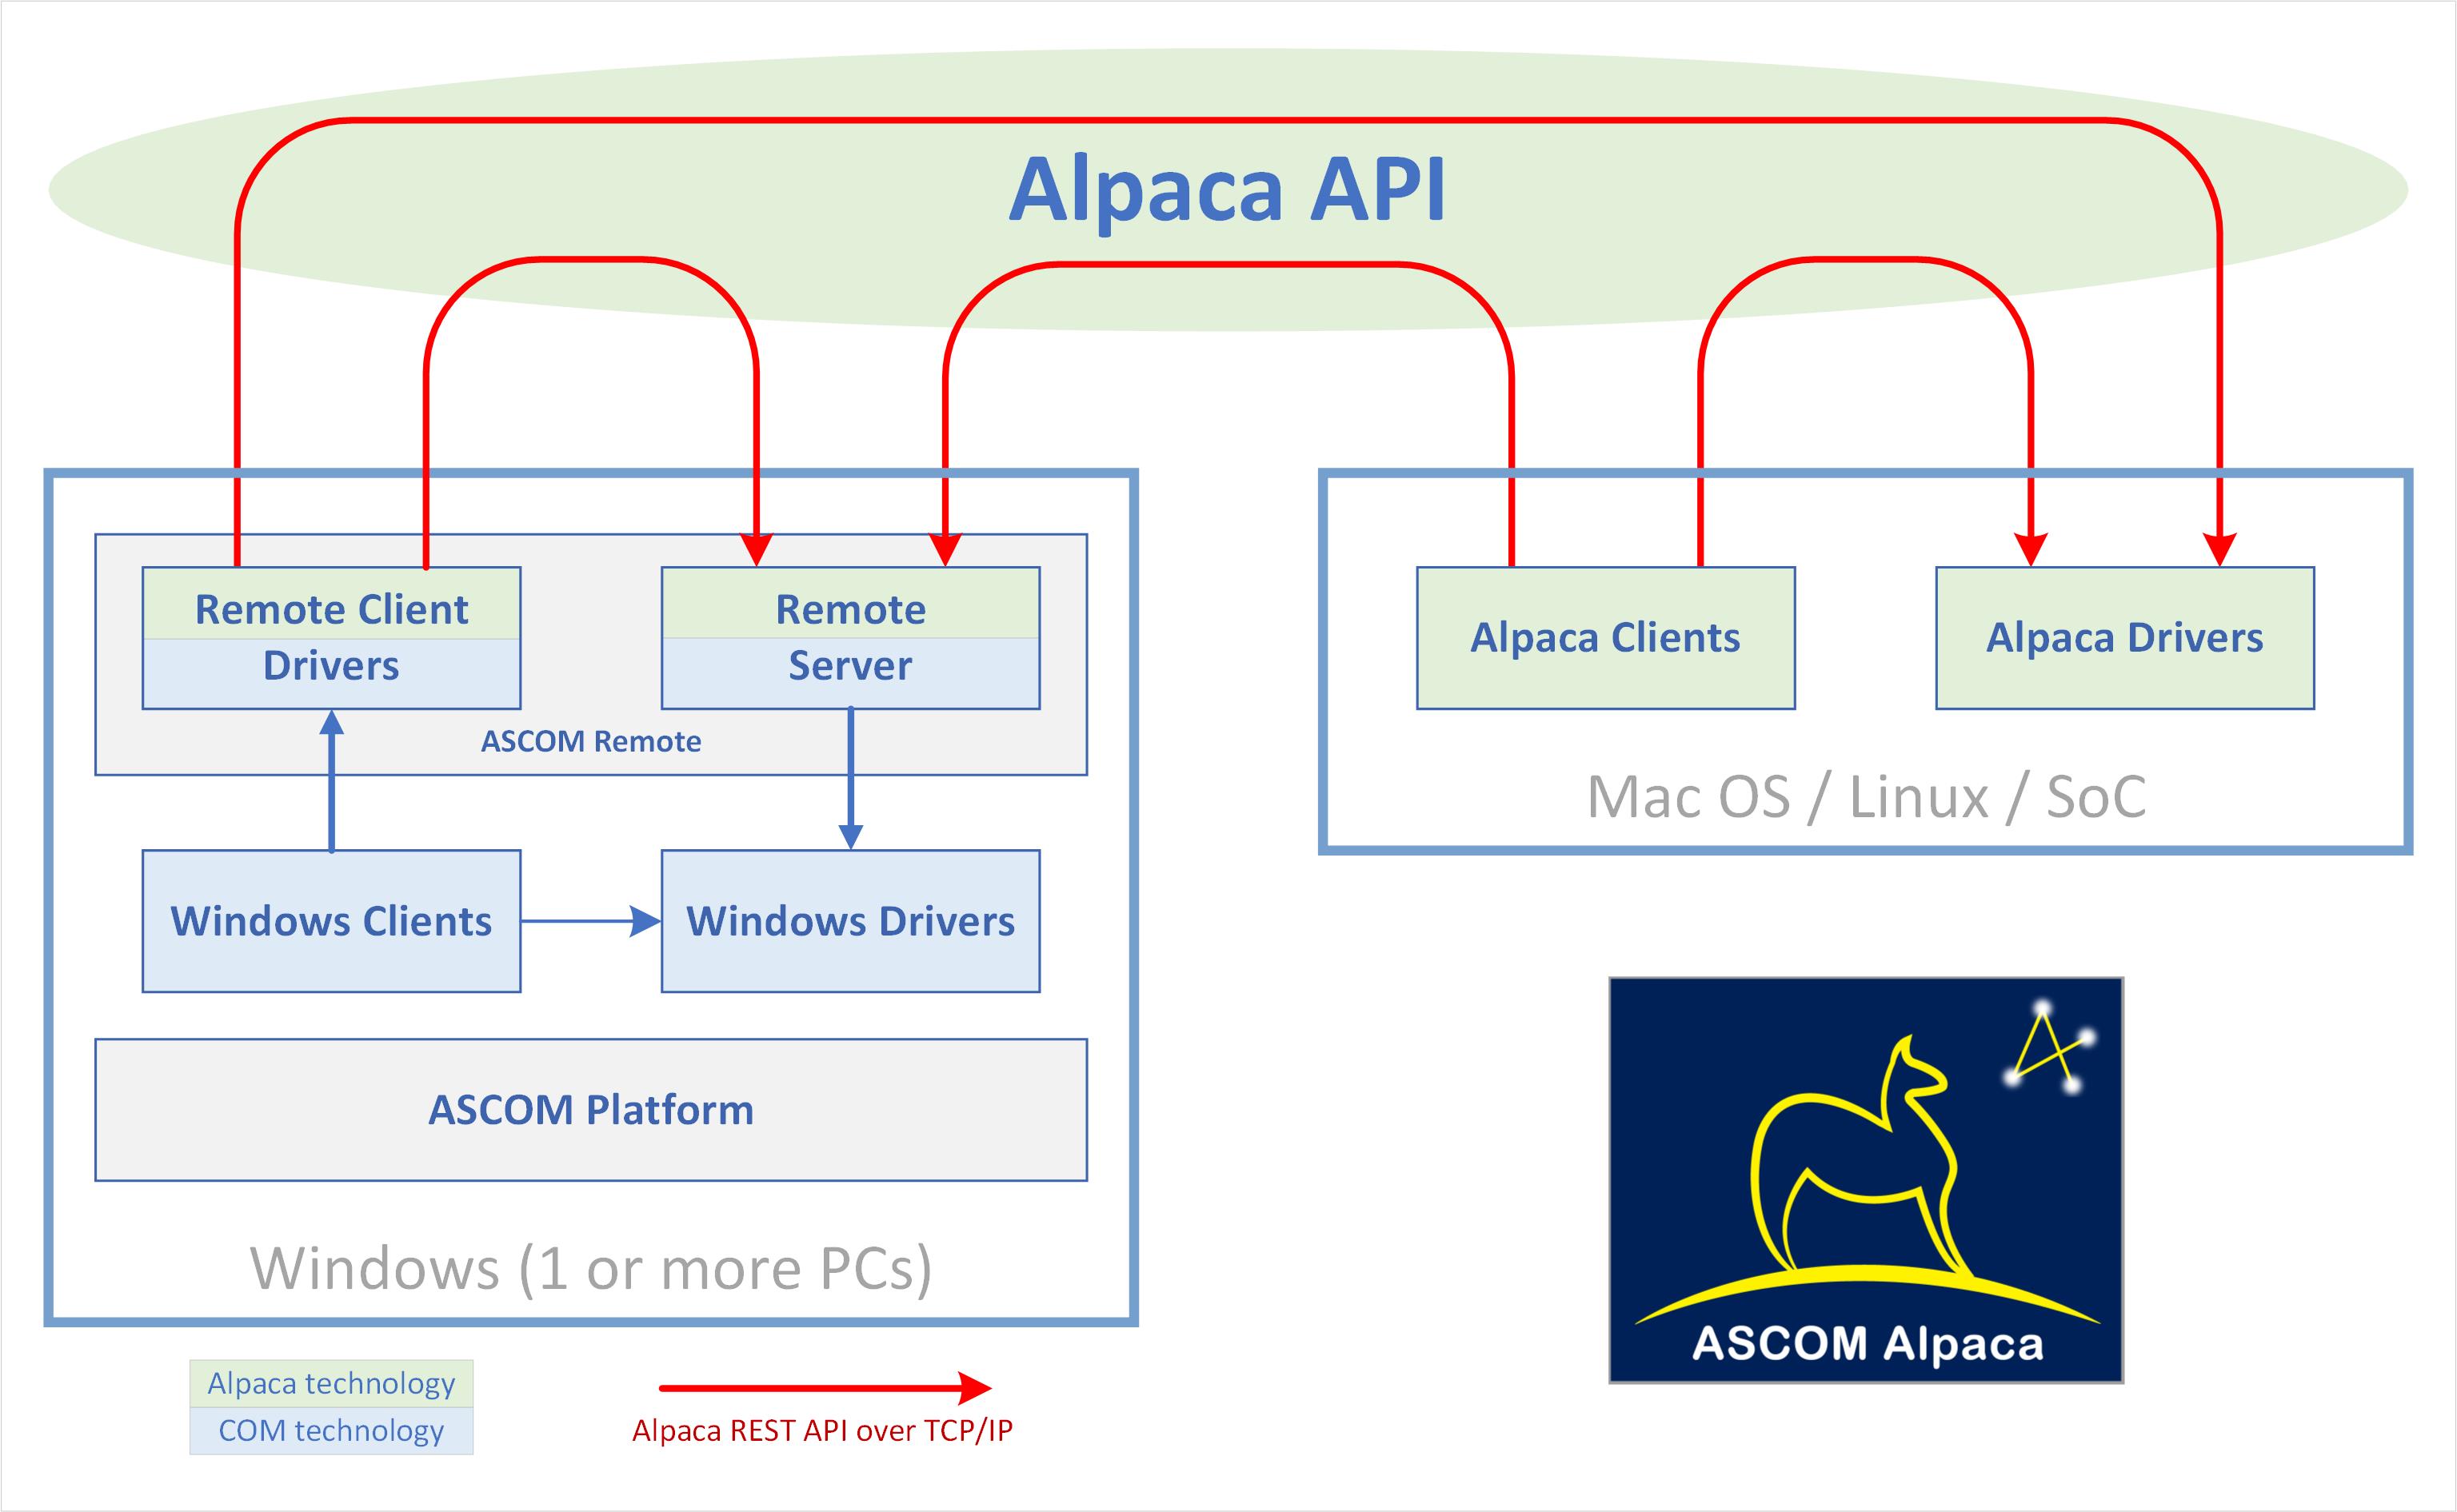 Alpaca API
Remote Client
Drivers
Remote
Server
ASCOM Remote
Windows Clients
Windows Drivers
ASCOM Platform
Windows (1 or more PCs)
Alpaca Clients
Alpaca Drivers
Mac OS / Linux / SoC
ASCOM Alpaca
Alpaca technology
COM technology
Alpaca REST API over TCP/IP